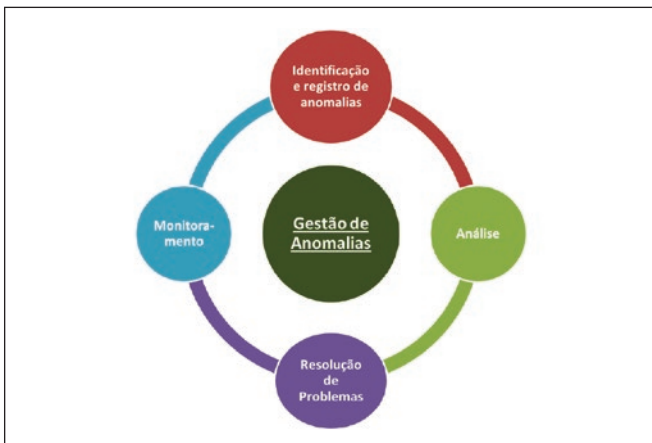 Identificação
e registro de
anomalias
Gestão de
Anomalias
Monitora-
mento
Análise
Resolução
de
Problemas